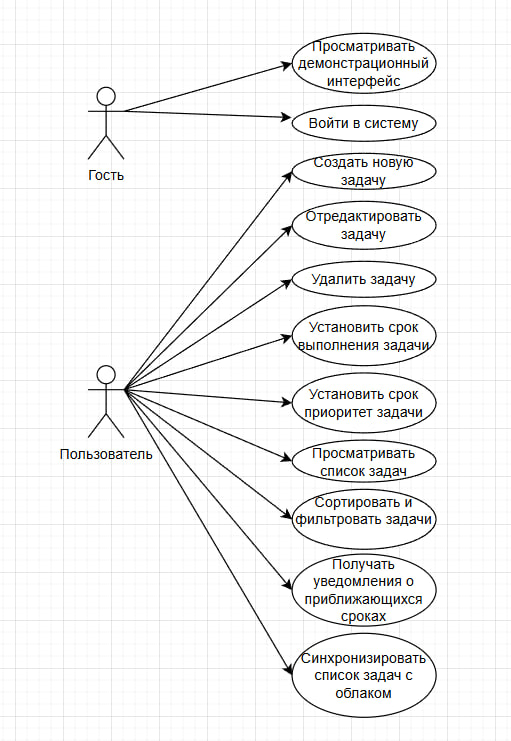 Просматривать
демонстрационный
интерфейс
Войти в систему
Гость
Создать новую
задачу
Отредактировать
задачу
Удалить задачу
Установить срок
выполнения задачи
Установить срок
приоритет задачи
Пользователь
Просматривать
список задач
Сортировать и
фильтровать задачи
Получать
уведомления о
приближающихся
сроках
Синхронизировать
список задач с
облаком